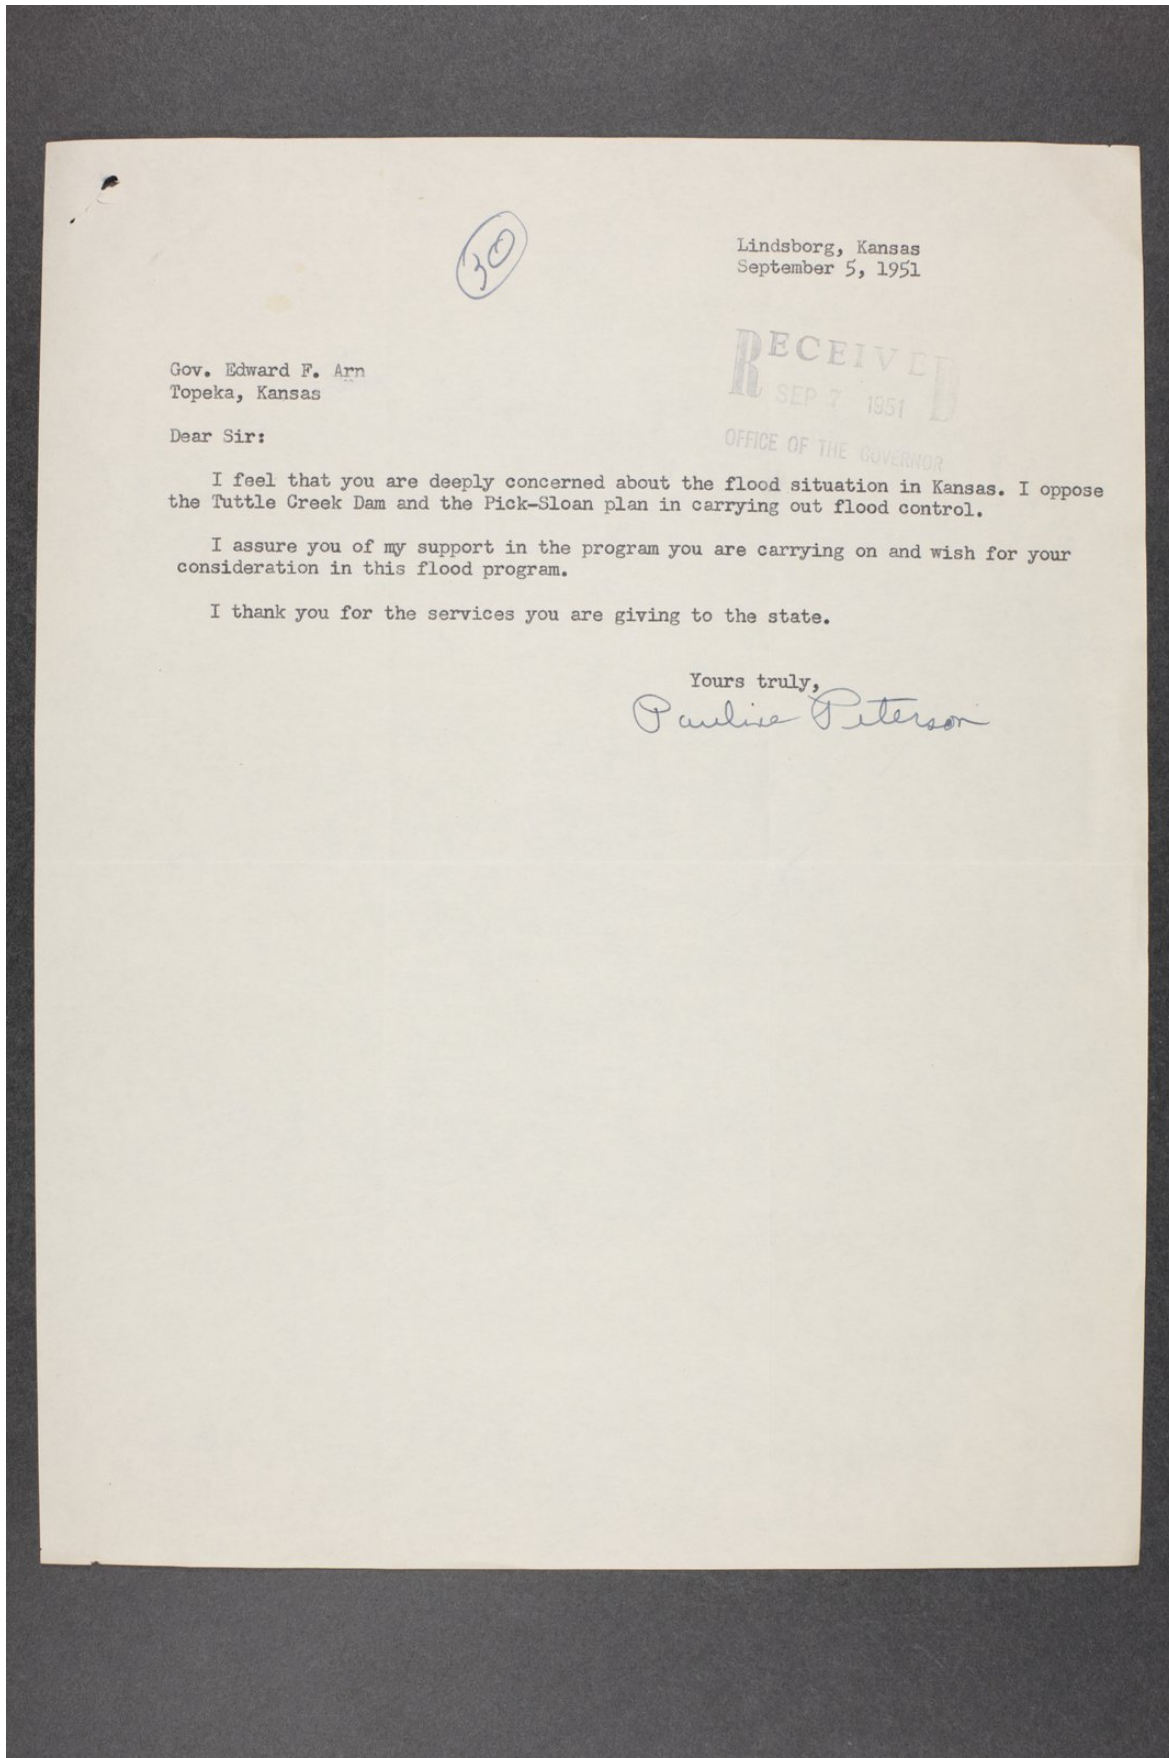 30
Lindsborg, Kansas
September 5, 1951
RECEIVED
SEP 7 1951
OFFICE OF THE GOVERNOR
Gov. Edward F. Arn
Topeka, Kansas
Dear Sir:
I feel that you are deeply concerned about the flood situation in Kansas. I oppose
the Tuttle Creek Dam and the Pick-Sloan plan in carrying out flood control.
I assure you of my support in the program you are carrying on and wish for your
consideration in this flood program.
I thank you for the services you are giving to the state.
Yours truly,
Pauline Peterson